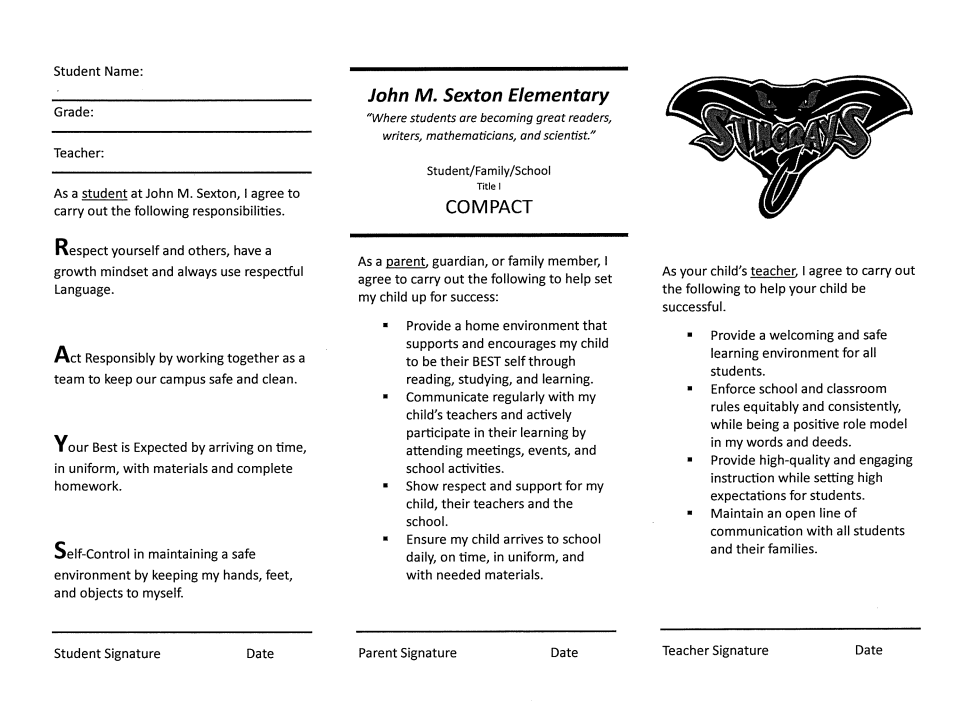 Student Name:
Grade:
Teacher:
As a student at John M. Sexton, I agree to
carry out the following responsibilities.
Respect yourself and others, have a
growth mindset and always use respectful
Language.
Act Responsibly by working together as a
team to keep our campus safe and clean.
Your Best is Expected by arriving on time,
in uniform, with materials and complete
homework.
Self-Control in maintaining a safe
environment by keeping my hands, feet,
and objects to myself.
Student Signature Date
John M. Sexton Elementary
“Where students are becoming great readers,
writers, mathematicians, and scientist.”
Student/Family/School
Title I
COMPACT
As a parent, guardian, or family member, I
agree to carry out the following to help set
my child up for success:
▪ Provide a home environment that
supports and encourages my child
to be their BEST self through
reading, studying, and learning.
▪ Communicate regularly with my
child’s teachers and actively
participate in their learning by
attending meetings, events, and
school activities.
▪ Show respect and support for my
child, their teachers and the
school.
▪ Ensure my child arrives to school
daily, on time, in uniform, and
with needed materials.
Parent Signature Date
STINGRAYS
As your child’s teacher, I agree to carry out
the following to help your child be
successful.
▪ Provide a welcoming and safe
learning environment for all
students.
▪ Enforce school and classroom
rules equitably and consistently,
while being a positive role model
in my words and deeds.
▪ Provide high-quality and engaging
instruction while setting high
expectations for students.
▪ Maintain an open line of
communication with all students
and their families.
Teacher Signature Date